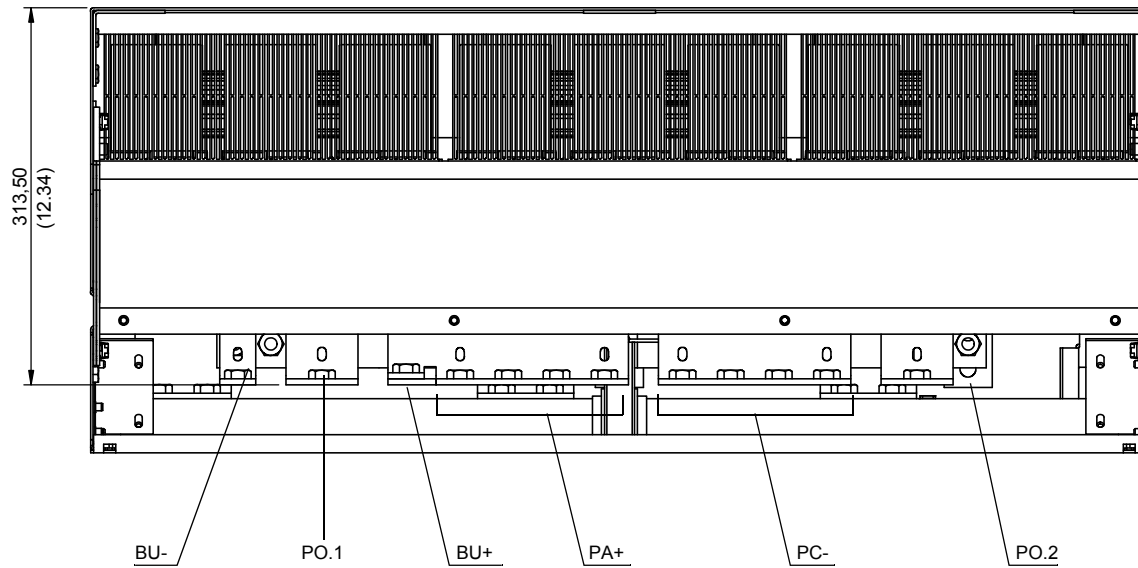 313,50
(12.34)
BU-
PO.1
BU+
PA+
PC-
PO.2